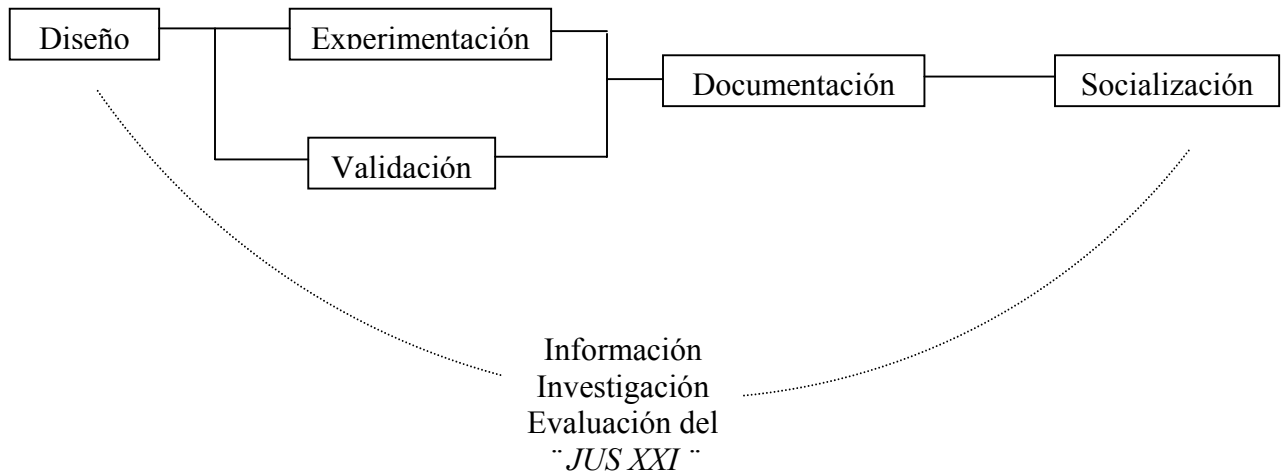 Diseño
Experimentación
Documentación
Socialización
Validación
Información
Investigación
Evaluación del
¨ JUS XXI ¨